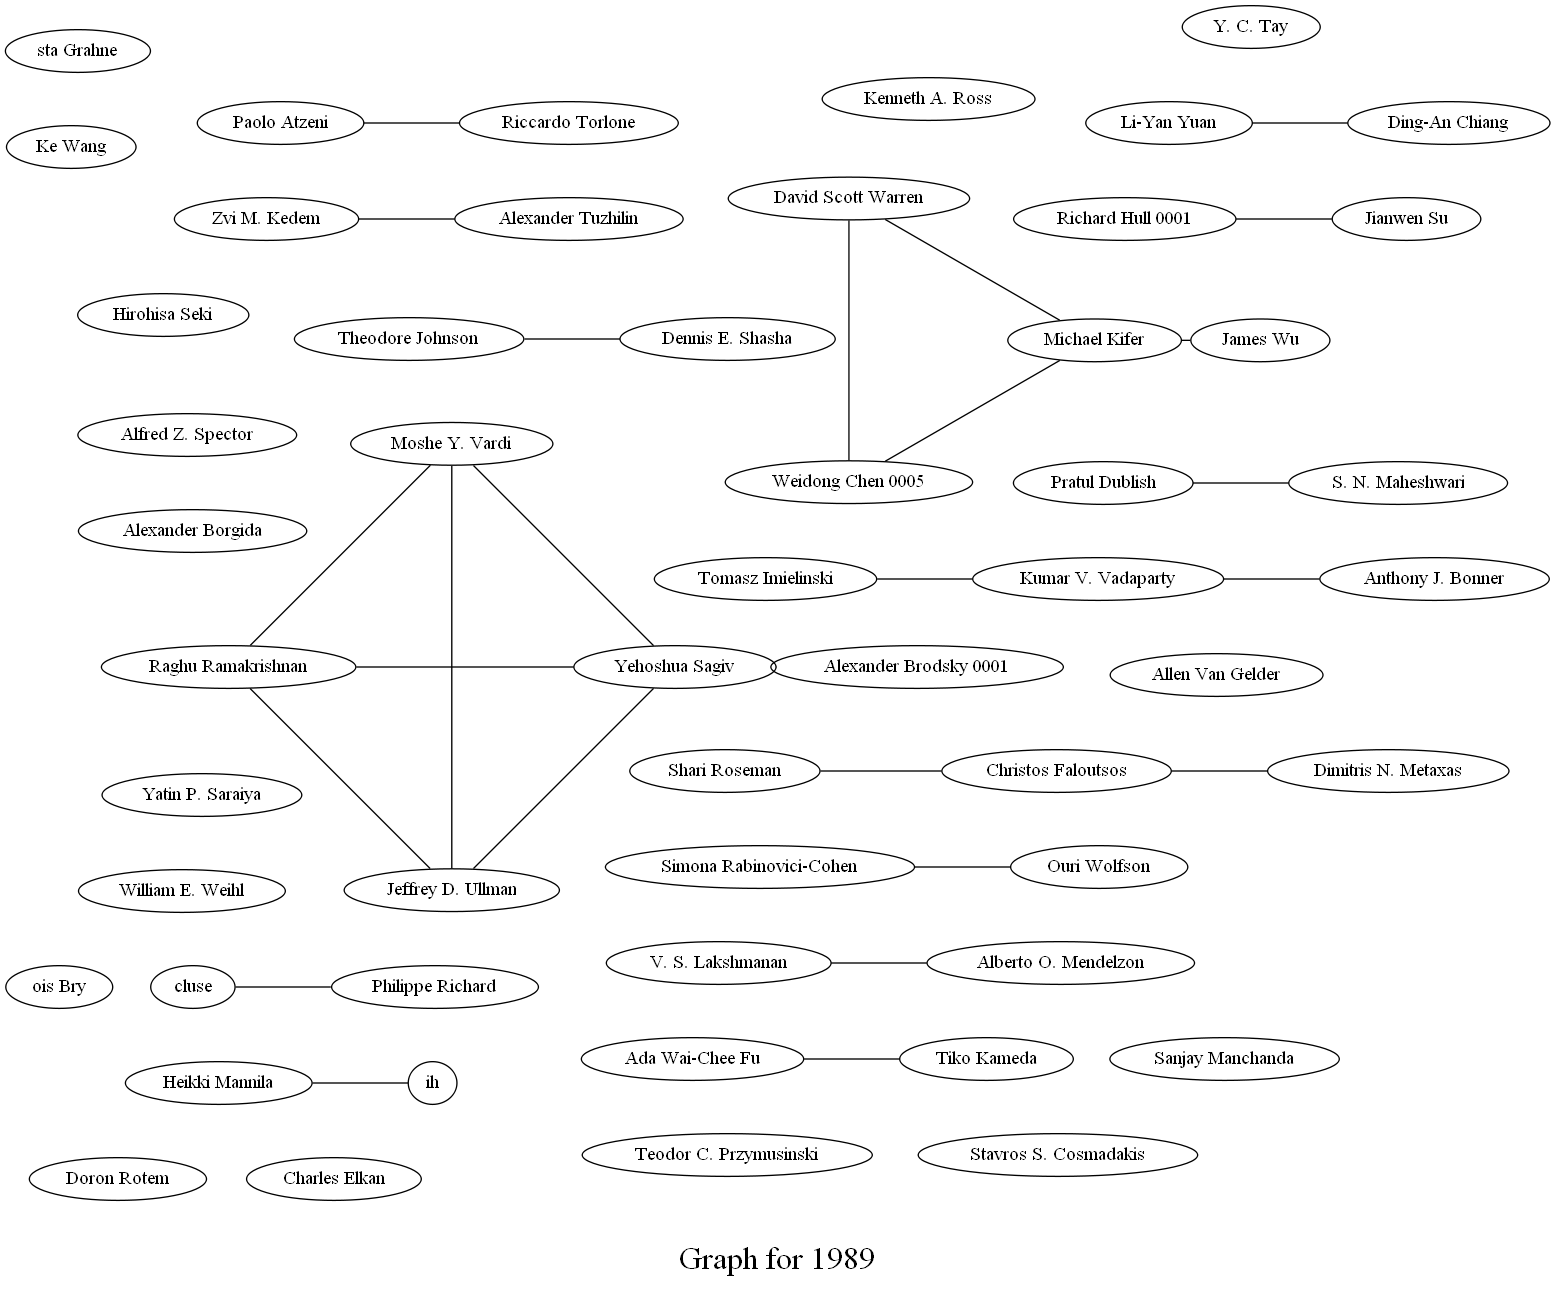 Y. C. Tay
sta Grahne
Kenneth A. Ross
Paolo Atzeni
Riccardo Torlone
Li-Yan Yuan
Ding-An Chiang
Ke Wang
David Scott Warren
Zvi M. Kedem
Alexander Tuzhilin
Richard Hull 0001
Jianwen Su
Hirohisa Seki
Theodore Johnson
Dennis E. Shasha
Michael Kifer
James Wu
Alfred Z. Spector
Moshe Y. Vardi
Weidong Chen 0005
Pratul Dublish
S. N. Maheshwari
Alexander Borgida
Tomasz Imielinski
Kumar V. Vadaparty
Anthony J. Bonner
Raghu Ramakrishnan
Yehoshua Sagiv
Alexander Brodsky 0001
Allen Van Gelder
Shari Roseman
Christos Faloutsos
Dimitris N. Metaxas
Yatin P. Saraiya
Simona Rabinovici-Cohen
Ouri Wolfson
William E. Weihl
Jeffrey D. Ullman
V. S. Lakshmanan
Alberto O. Mendelzon
ois Bry
cluse
Philippe Richard
Ada Wai-Chee Fu
Tiko Kameda
Sanjay Manchanda
Heikki Mannila
ih
Teodor C. Przymusinski
Stavros S. Cosmadakis
Doron Rotem
Charles Elkan
Graph for 1989